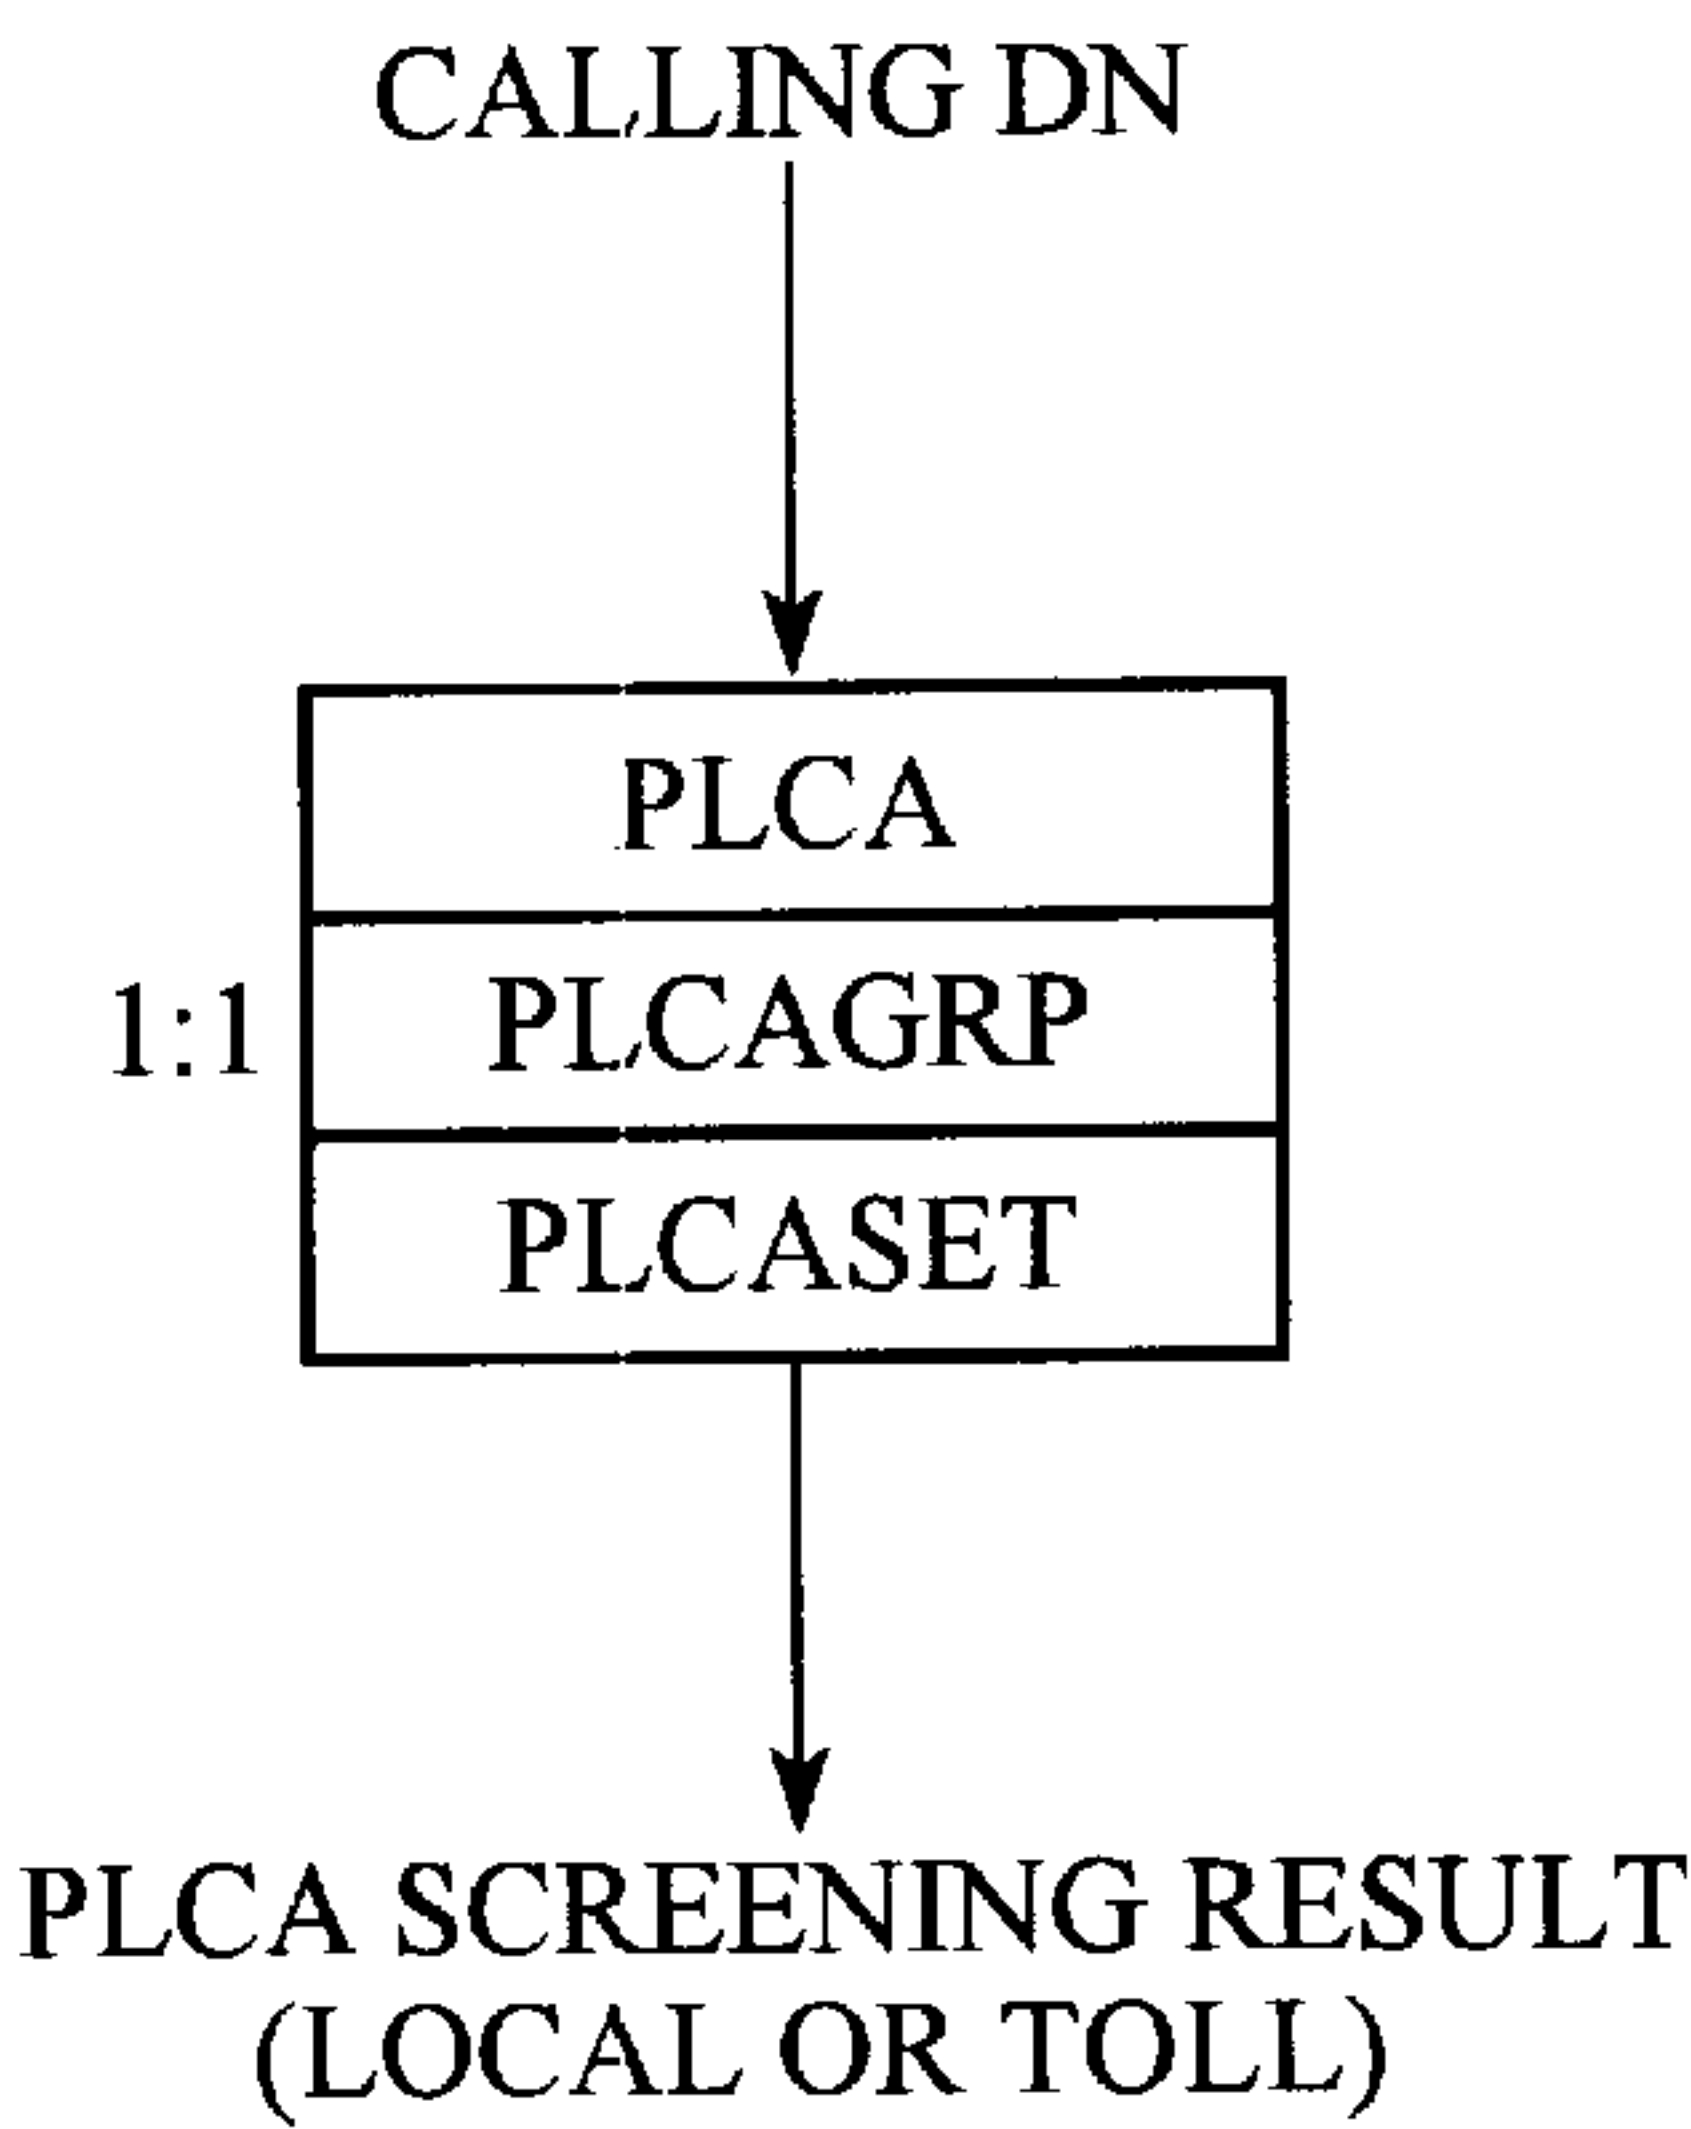 CALLING DN
PLCA
1:1
PLCAGRP
PLCASET
PLCA SCREENING RESULT
(LOCAL OR TOLL)